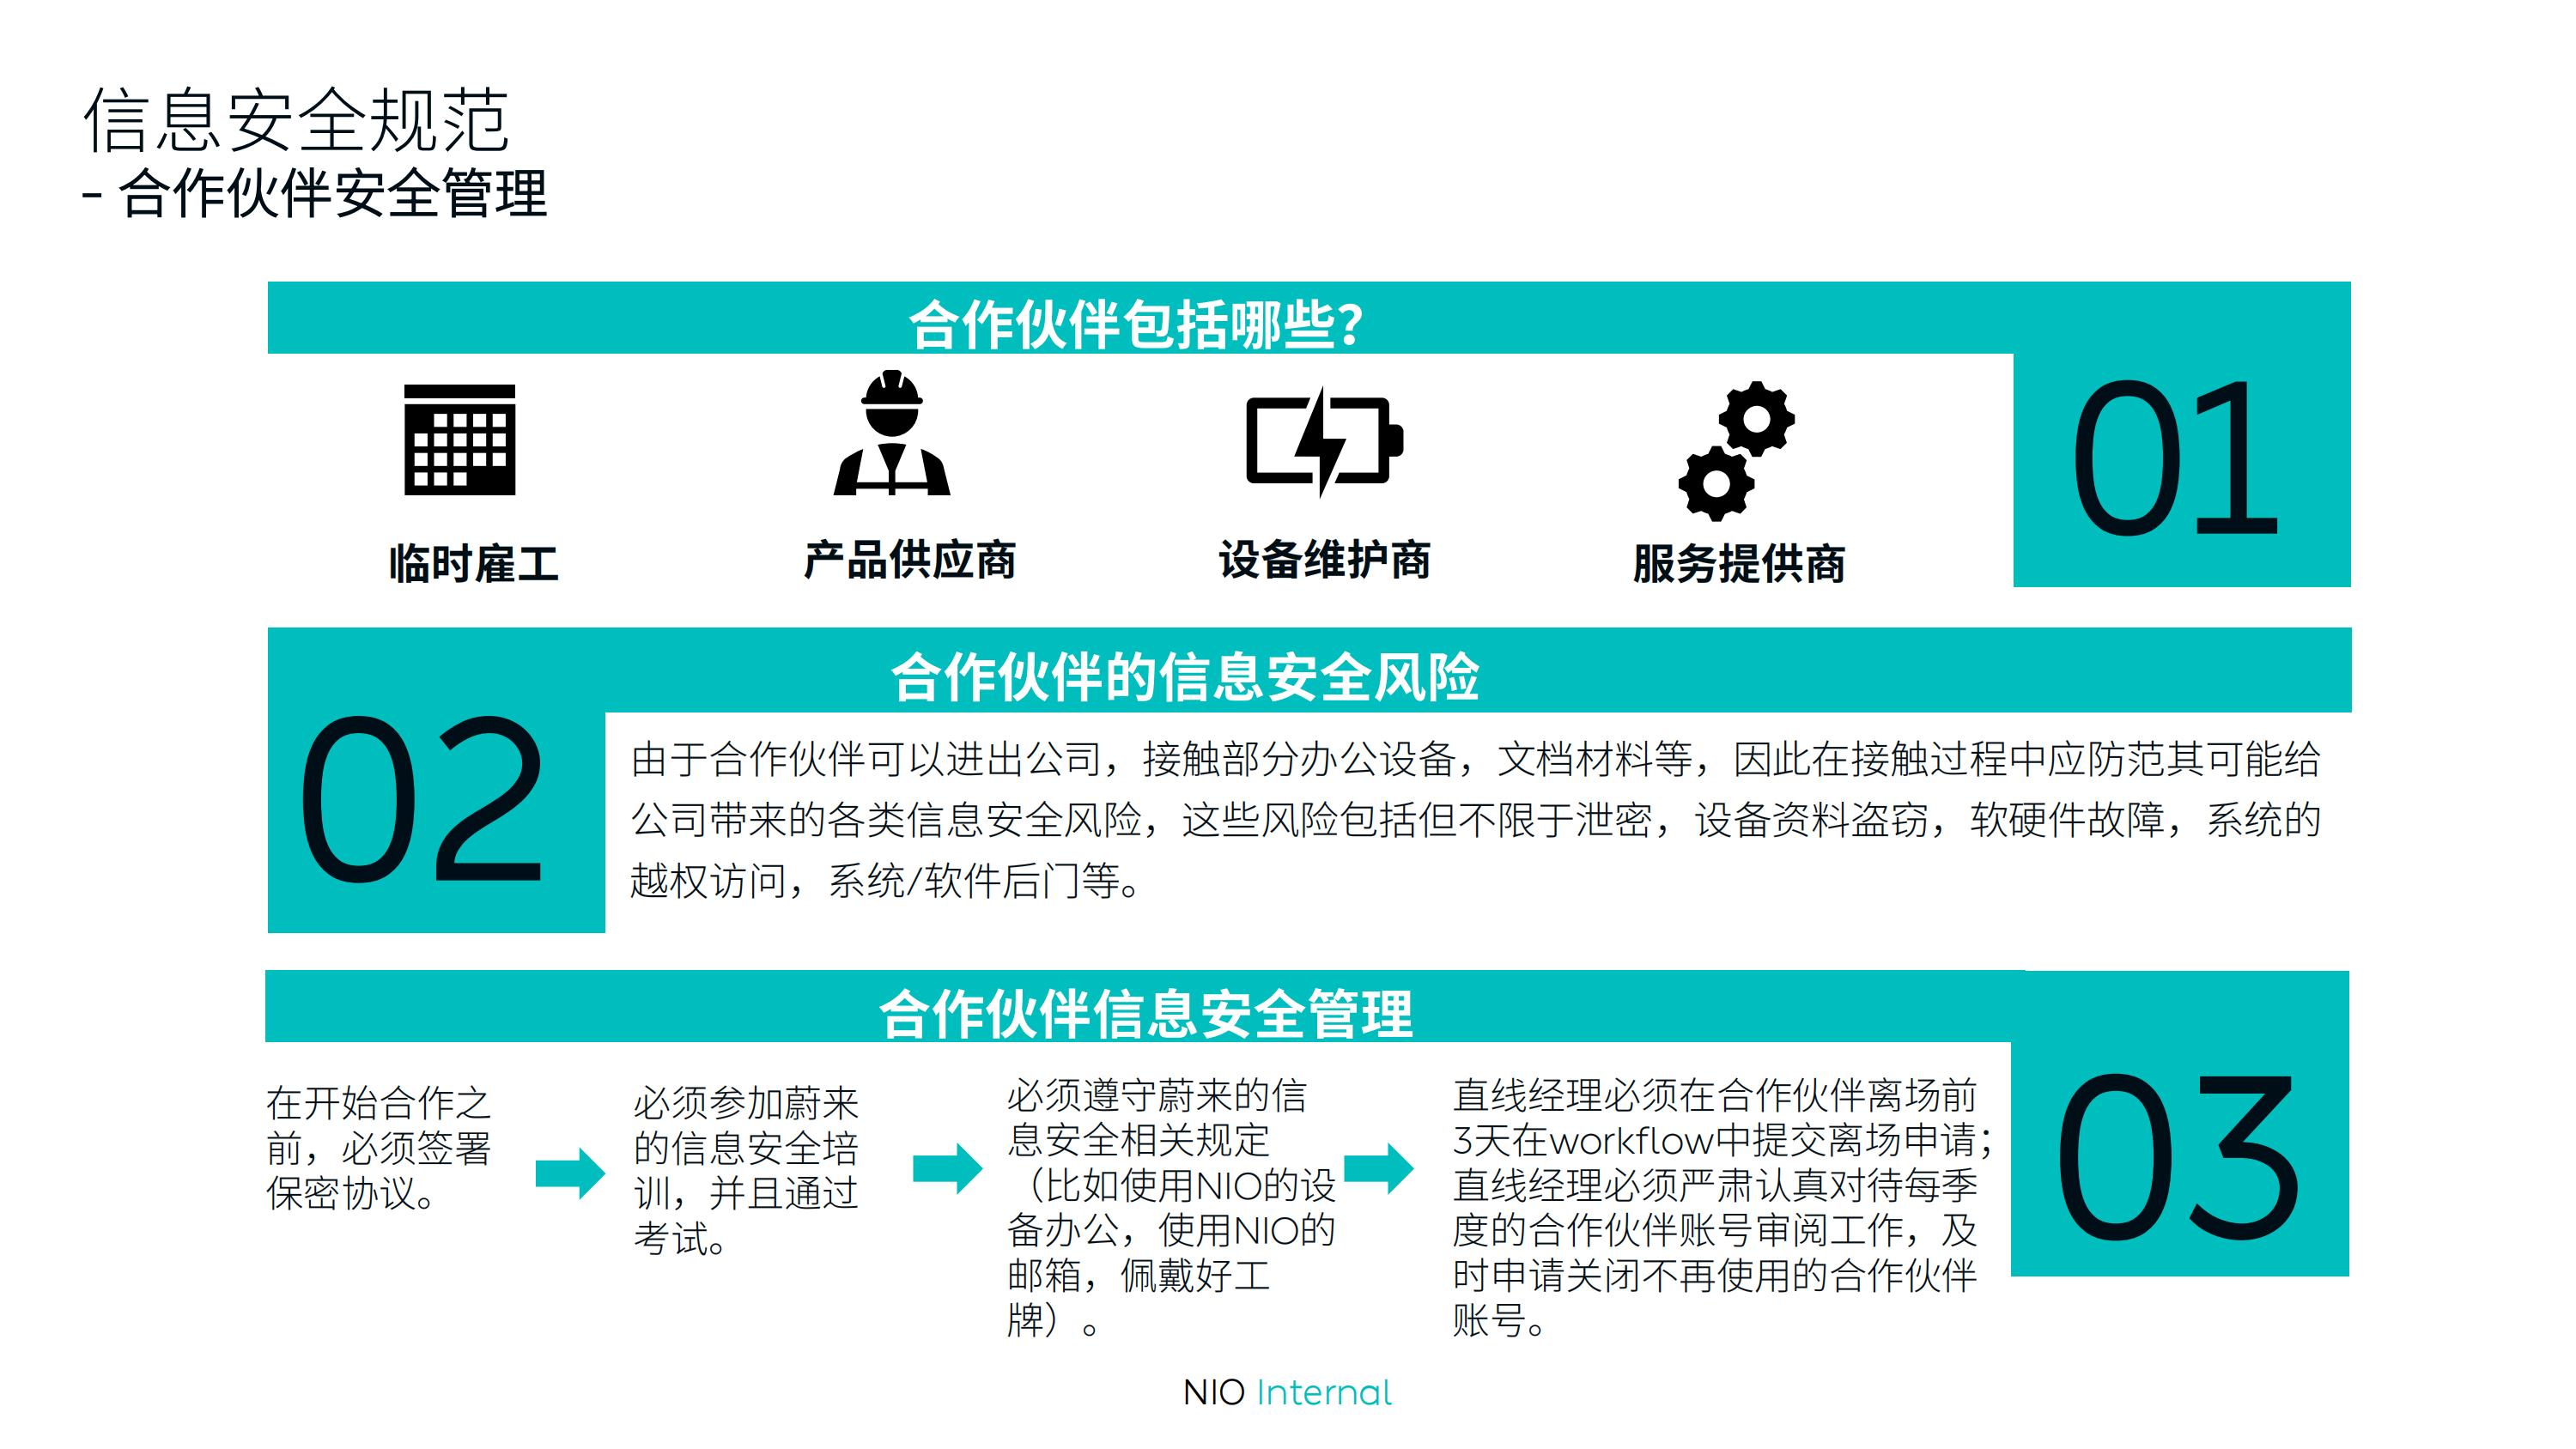 信息安全规范
- 合作伙伴安全管理
合作伙伴包括哪些？
临时雇工
产品供应商
设备维护商
服务提供商
01
合作伙伴的信息安全风险
02
由于合作伙伴可以进出公司，接触部分办公设备，文档材料等，因此在接触过程中应防范其可能给
公司带来的各类信息安全风险，这些风险包括但不限于泄密，设备资料盗窃，软硬件故障，系统的
越权访问，系统/软件后门等。
合作伙伴信息安全管理
03
在开始合作之
前，必须签署
保密协议。
必须参加蔚来
的信息安全培
训，并且通过
考试。
必须遵守蔚来的信
息安全相关规定
（比如使用NIO的设
备办公，使用NIO的
邮箱，佩戴好工
牌）。
直线经理必须在合作伙伴离场前
3天在workflow中提交离场申请；
直线经理必须严肃认真对待每季
度的合作伙伴账号审阅工作，及
时申请关闭不再使用的合作伙伴
账号。
NIO Internal